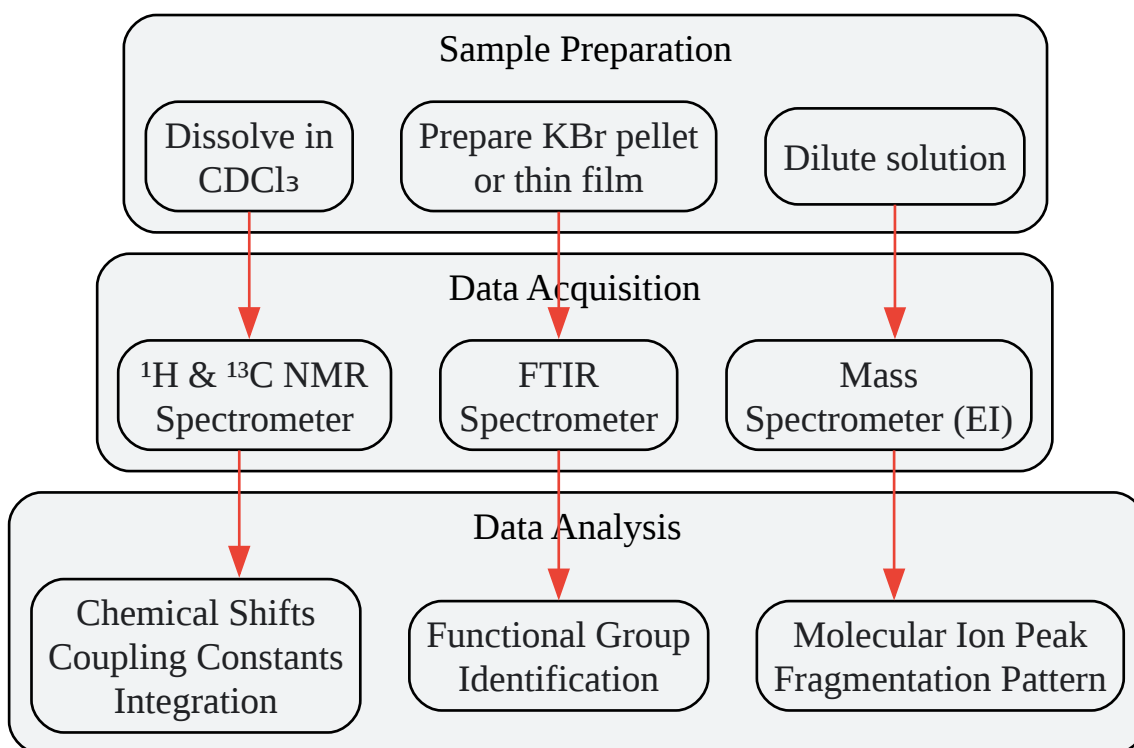 Sample Preparation
Dissolve in
CDCl₃
Prepare KBr pellet
or thin film
Dilute solution
Data Acquisition
¹H & ¹³C NMR
Spectrometer
FTIR
Spectrometer
Mass
Spectrometer (EI)
Data Analysis
Chemical Shifts
Coupling Constants
Integration
Functional Group
Identification
Molecular Ion Peak
Fragmentation Pattern